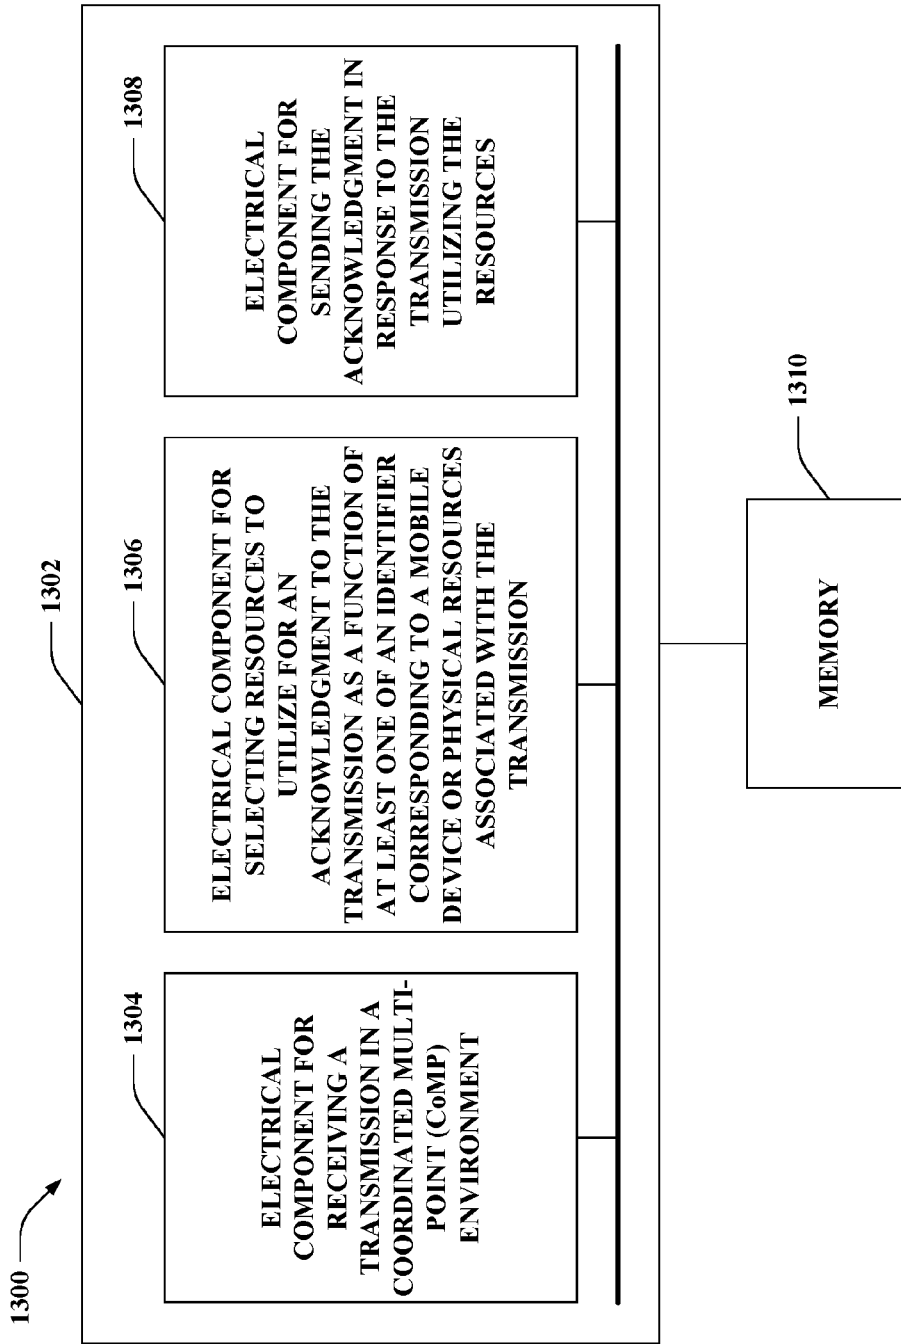 1300
1302
1304
ELECTRICAL
COMPONENT FOR
RECEIVING A
TRANSMISSION IN A
COORDINATED MULTI-
POINT (CoMP)
ENVIRONMENT
1306
ELECTRICAL COMPONENT FOR
SELECTING RESOURCES TO
UTILIZE FOR AN
ACKNOWLEDGMENT TO THE
TRANSMISSION AS A FUNCTION OF
AT LEAST ONE OF AN IDENTIFIER
CORRESPONDING TO A MOBILE
DEVICE OR PHYSICAL RESOURCES
ASSOCIATED WITH THE
TRANSMISSION
1308
ELECTRICAL
COMPONENT FOR
SENDING THE
ACKNOWLEDGMENT IN
RESPONSE TO THE
TRANSMISSION
UTILIZING THE
RESOURCES
1310
MEMORY